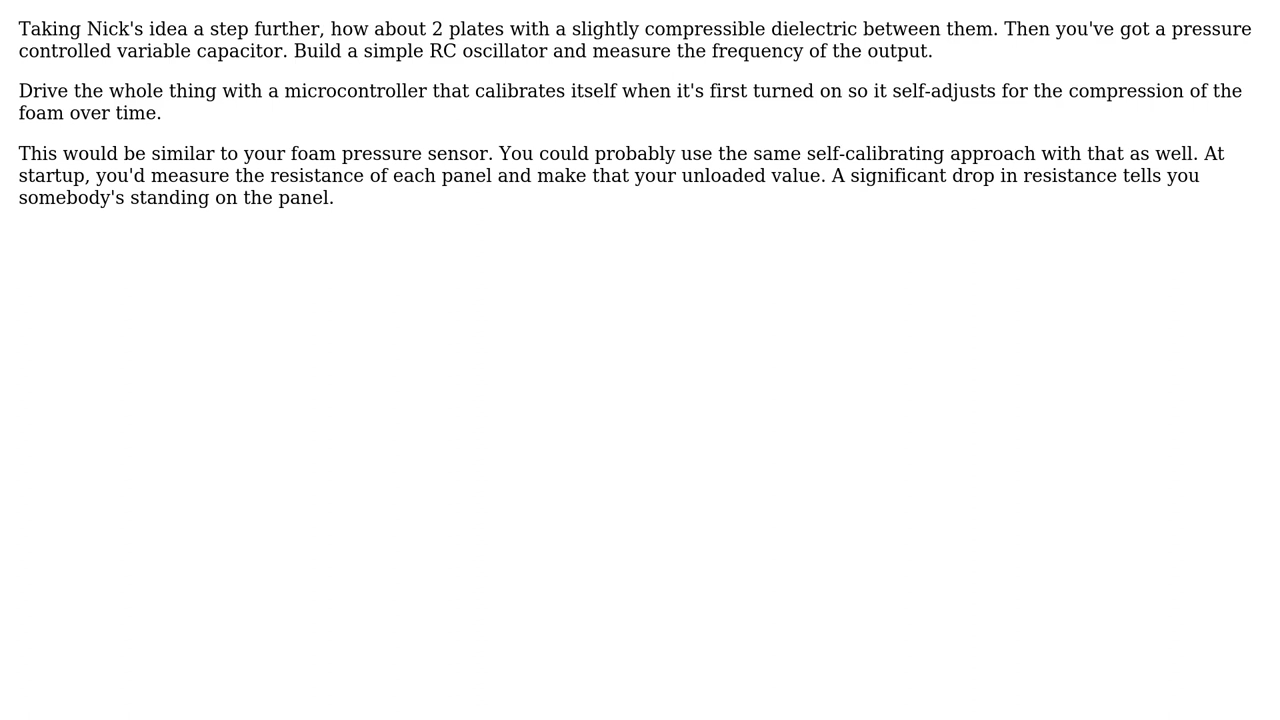 Taking Nick's idea a step further, how about 2 plates with a slightly compressible dielectric between them. Then you've got a pressure
controlled variable capacitor. Build a simple RC oscillator and measure the frequency of the output.
Drive the whole thing with a microcontroller that calibrates itself when it's first turned on so it self-adjusts for the compression of the
foam over time.
This would be similar to your foam pressure sensor. You could probably use the same self-calibrating approach with that as well. At
startup, you'd measure the resistance of each panel and make that your unloaded value. A significant drop in resistance tells you
somebody's standing on the panel.